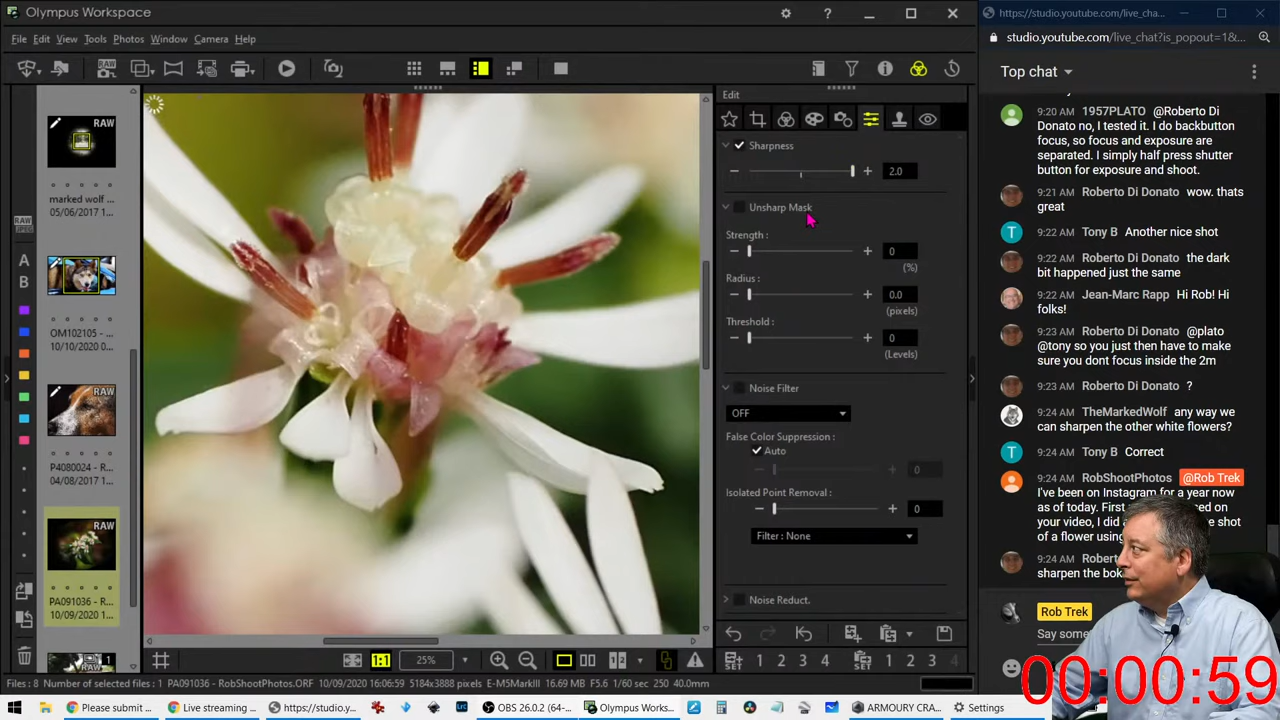 Olympus Workspace
File Edit View Tools Photos Window Camera Help
RAW
marked wolf ...
05/06/2017 1...
OM102105 - ...
10/10/2020 0...
RAW
P4080024 - ...
04/08/2017 ...
RAW
PA091036 - R...
10/09/2020 1...
RAW
JPEG
A
B
Edit
Sharpness
2.0
Unsharp Mask
Strength :
0
(%)
Radius :
0.0
(pixels)
Threshold :
0
(Levels)
Noise Filter
OFF
False Color Suppression :
Auto
0
Isolated Point Removal :
0
Filter : None
Noise Reduct.
1 2 3 4 1 2 3 4
1:1 25%
Files : 8 Number of selected files : 1 PA091036 - RobShootPhotos.ORF 10/09/2020 16:06:59 5184x3888 pixels E-M5MarkIII 16.69 MB F5.6 1/60 sec 250 40.0mm
https://studio.youtube.com/live_chat?is_popout=1&...
https://studio.youtube.com/live_cha...
Top chat
9:20 AM 1957PLATO @Roberto Di
Donato no, I tested it. I do backbutton
focus, so focus and exposure are
separated. I simply half press shutter
button for exposure and shoot.
9:21 AM Roberto Di Donato wow. thats
great
9:22 AM Tony B Another nice shot
9:22 AM Roberto Di Donato the dark
bit happened just the same
9:22 AM Jean-Marc Rapp Hi Rob! Hi
folks!
9:23 AM Roberto Di Donato @plato
@tony so you just then have to make
sure you dont focus inside the 2m
9:23 AM Roberto Di Donato ?
9:24 AM TheMarkedWolf any way we
can sharpen the other white flowers?
9:24 AM Tony B Correct
9:24 AM RobShootPhotos @Rob Trek
I've been on Instagram for a year now
as of today. First
your video, I did
of a flower using
9:24 AM
sharpen the
Rob Trek
Say
00:00:59
Please submit ... Live streaming ... https://studio.y... OBS 26.0.2 (64-... Olympus Works... ARMOURY CRA... Settings